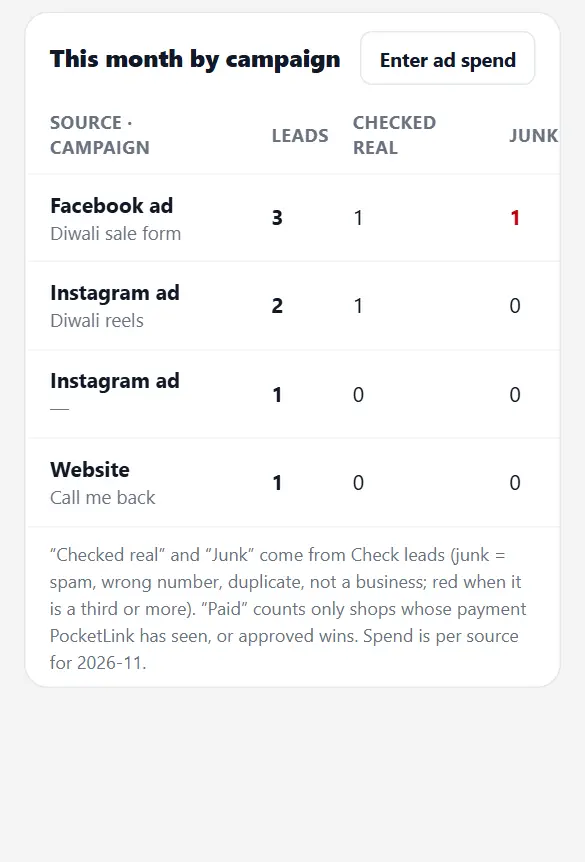 This month by campaign
Enter ad spend
SOURCE ·
CAMPAIGN
LEADS
CHECKED
REAL
JUNK
Facebook ad
Diwali sale form
3
1
1
Instagram ad
Diwali reels
2
1
0
Instagram ad
—
1
0
0
Website
Call me back
1
0
0
“Checked real” and “Junk” come from Check leads (junk =
spam, wrong number, duplicate, not a business; red when it
is a third or more). “Paid” counts only shops whose payment
PocketLink has seen, or approved wins. Spend is per source
for 2026-11.